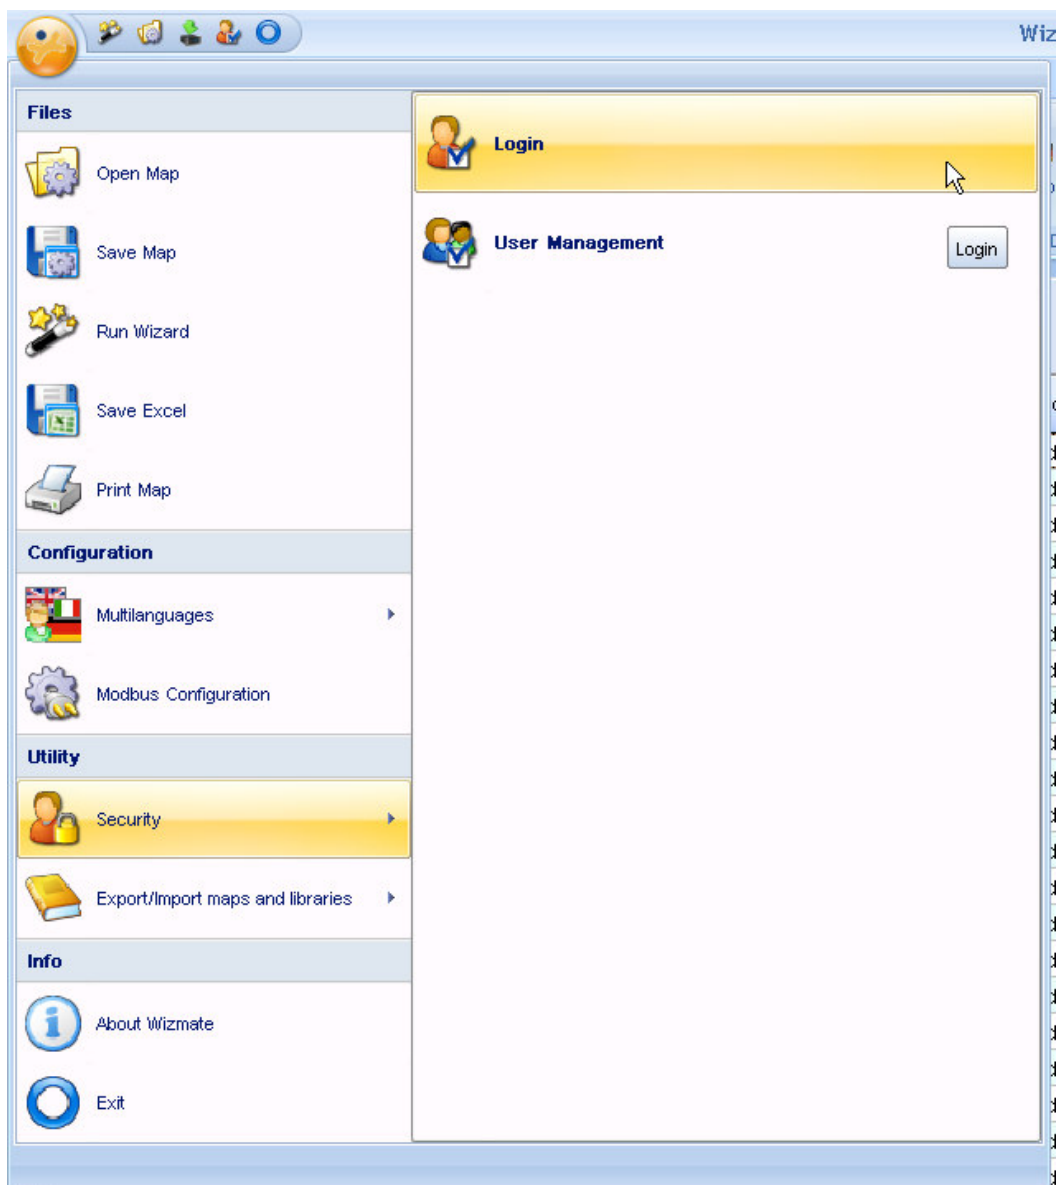 Wiz
Files
Open Map
Save Map
Run Wizard
Save Excel
Print Map
Configuration
Multilanguages
Modbus Configuration
Utility
Security
Export/Import maps and libraries
Info
About Wizmate
Exit
Login
User Management
Login